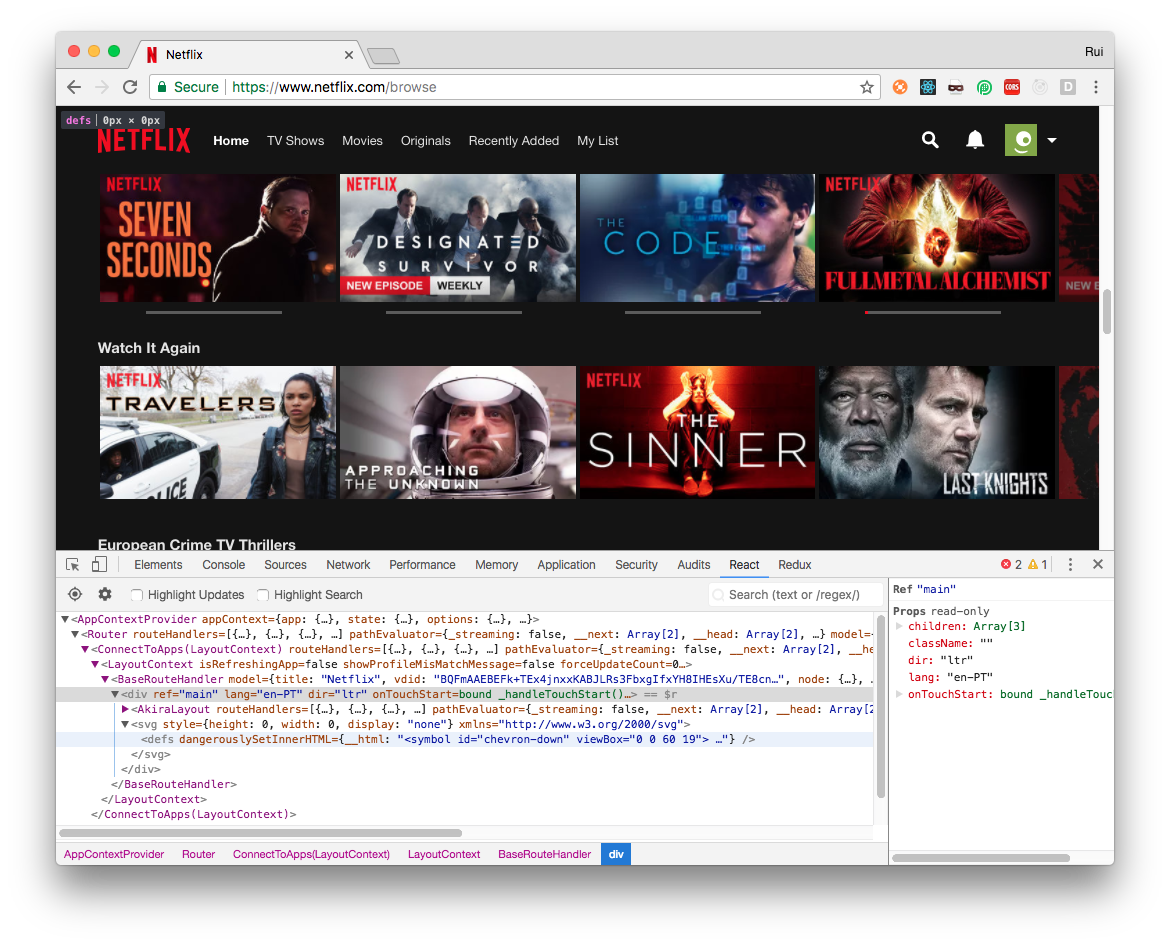 Netflix
Rui
Secure https://www.netflix.com/browse
CORS
D
defs 0px × 0px
NETFLIX Home TV Shows Movies Originals Recently Added My List
NETFLIX
SEVEN
SECONDS
NETFLIX
DESIGNATED
SURVIVOR
NEW EPISODE WEEKLY
THE
CODE
NETFLIX
FULLMETAL ALCHEMIST
NEW E
Watch It Again
NETFLIX
TRAVELERS
POLICE
APPROACHING
THE UNKNOWN
NETFLIX
THE
SINNER
LAST KNIGHTS
European Crime TV Thrillers
Elements Console Sources Network Performance Memory Application Security Audits React Redux 2 1
Highlight Updates Highlight Search Search (text or /regex/)
<AppContextProvider appContext={app: {…}, state: {…}, options: {…}, …}>
<Router routeHandlers=[{…}, {…}, {…}, …] pathEvaluator={_streaming: false, __next: Array[2], __head: Array[2], …} model={
<ConnectToApps(LayoutContext) routeHandlers=[{…}, {…}, {…}, …] pathEvaluator={_streaming: false, __next: Array[2], __hea
<LayoutContext isRefreshingApp=false showProfileMisMatchMessage=false forceUpdateCount=0…>
<BaseRouteHandler model={title: "Netflix", vdid: "BQFmAAEBEFk+TEx4jnxxKABJLRs3FbxgIfxYH8IHEsXu/TE8cn…", node: {…}, …
<div ref="main" lang="en-PT" dir="ltr" onTouchStart=bound _handleTouchStart()…> == $r
<AkiraLayout routeHandlers=[{…}, {…}, {…}, …] pathEvaluator={_streaming: false, __next: Array[2], __head: Array[2
<svg style={height: 0, width: 0, display: "none"} xmlns="http://www.w3.org/2000/svg">
<defs dangerouslySetInnerHTML={__html: "<symbol id="chevron-down" viewBox="0 0 60 19"> …"} />
</svg>
</div>
</BaseRouteHandler>
</LayoutContext>
</ConnectToApps(LayoutContext)>
AppContextProvider Router ConnectToApps(LayoutContext) LayoutContext BaseRouteHandler div
Ref "main"
Props read-only
children: Array[3]
className: ""
dir: "ltr"
lang: "en-PT"
onTouchStart: bound _handleTouc